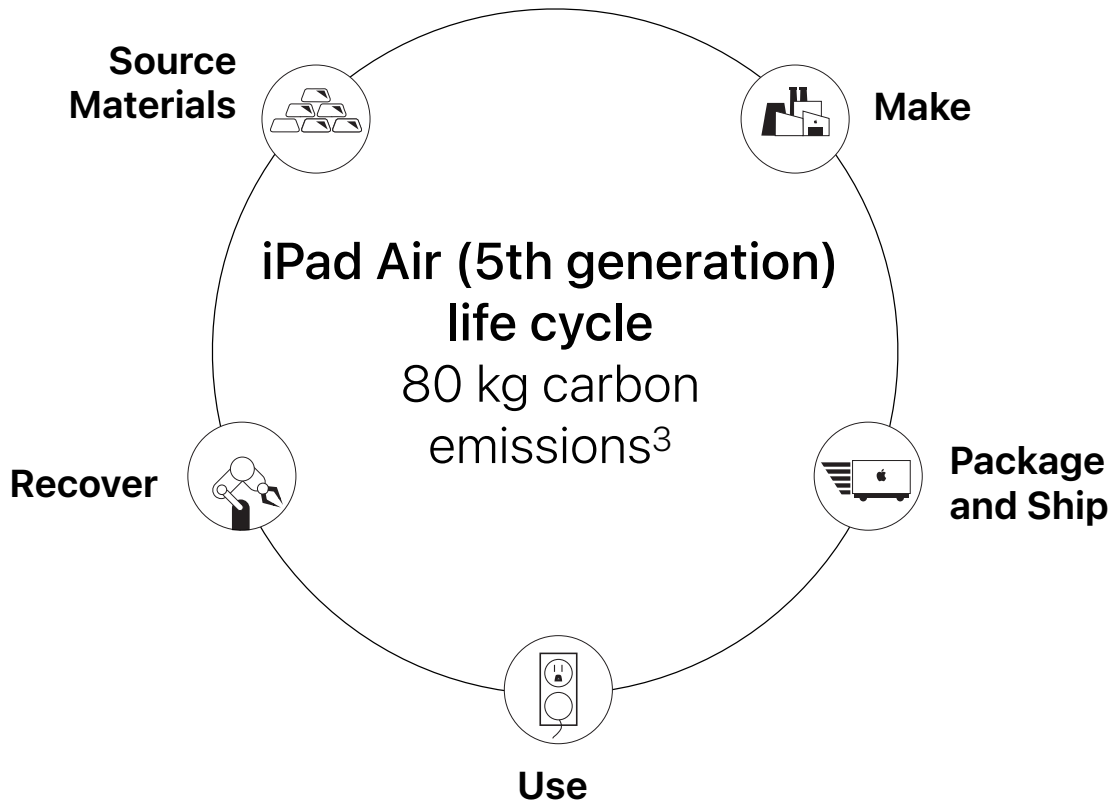 Source
Materials
Make
iPad Air (5th generation)
life cycle
80 kg carbon
emissions³
Recover
Package
and Ship
Use